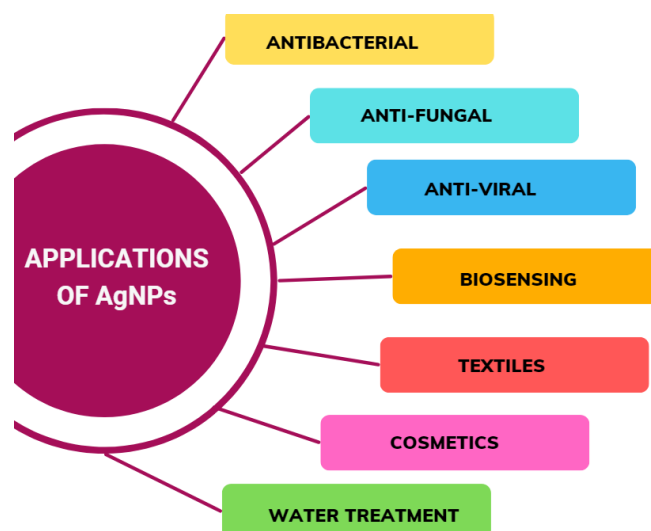 ANTIBACTERIAL
ANTI-FUNGAL
ANTI-VIRAL
APPLICATIONS
OF AgNPs
BIOSENSING
TEXTILES
COSMETICS
WATER TREATMENT